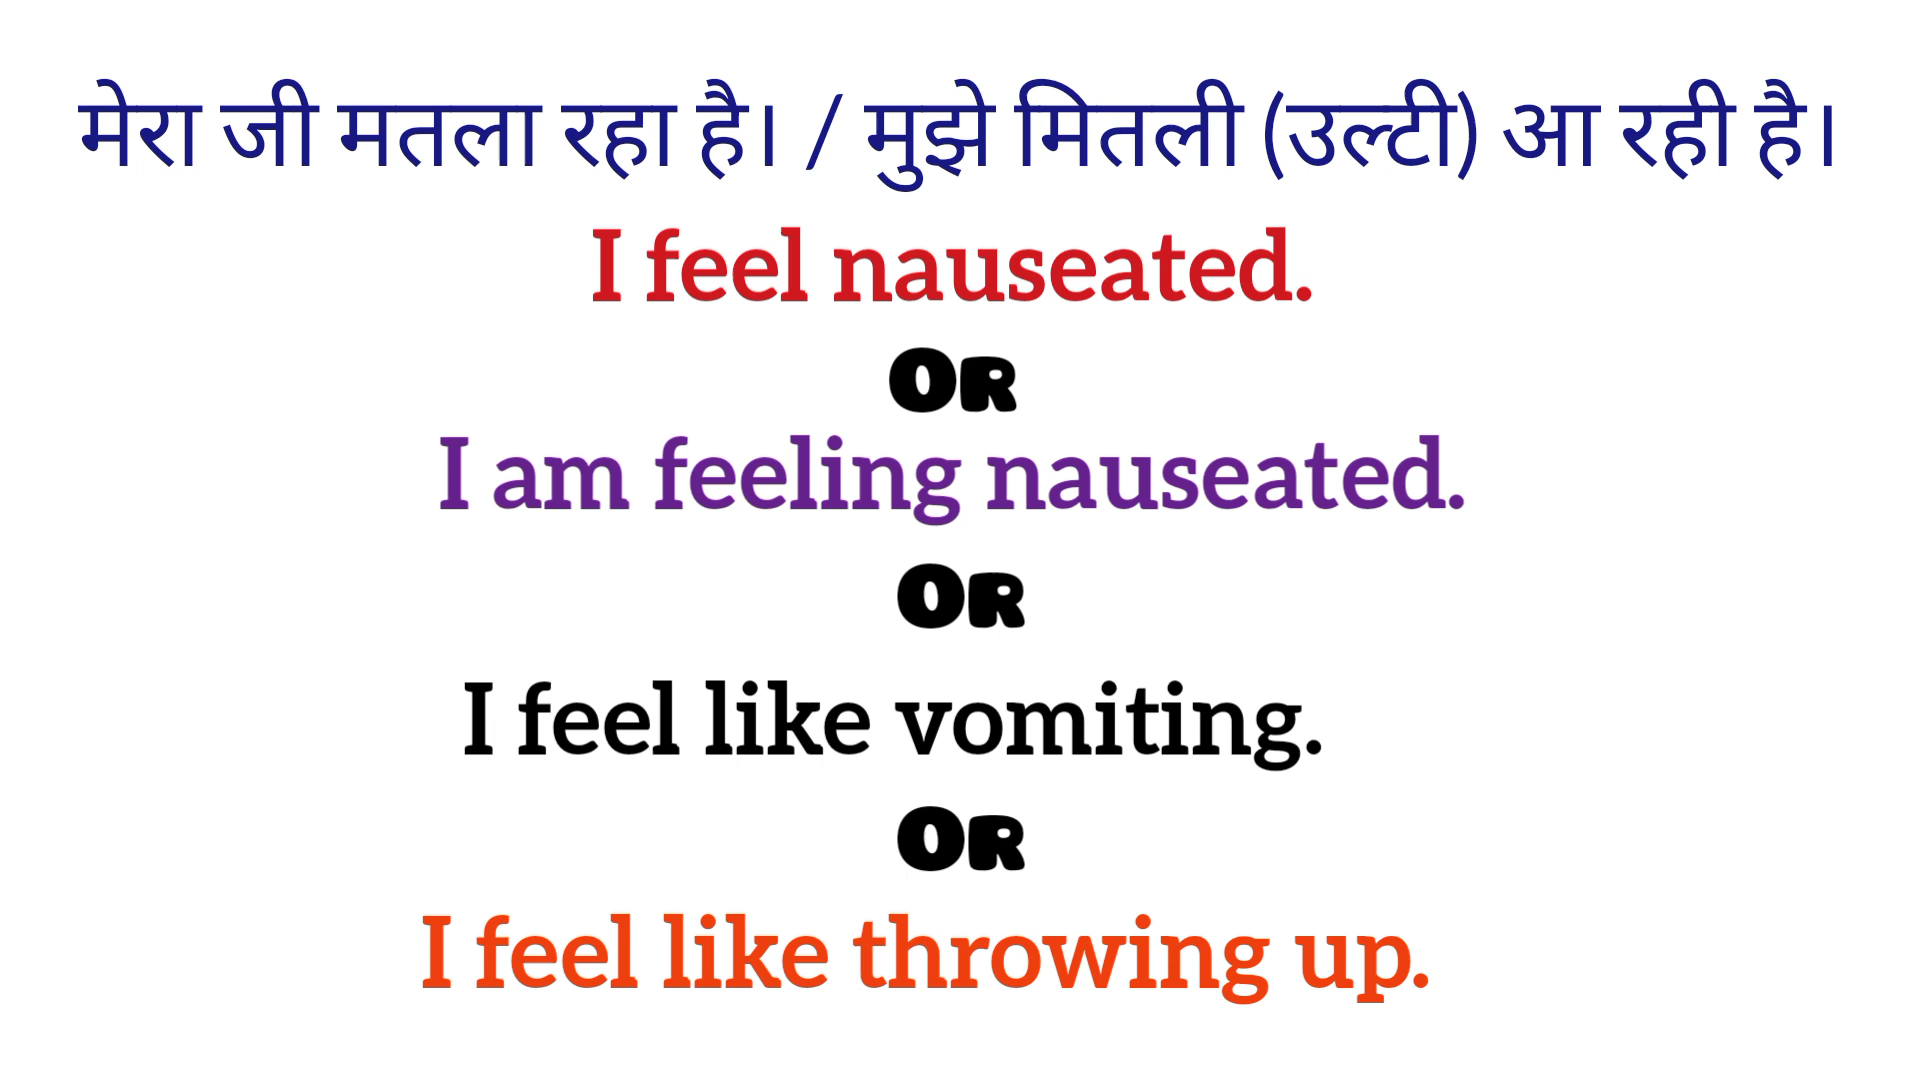 मेरा जी मतला रहा है। / मुझे मितली (उल्टी) आ रही है।
I feel nauseated.
OR
I am feeling nauseated.
OR
I feel like vomiting.
OR
I feel like throwing up.